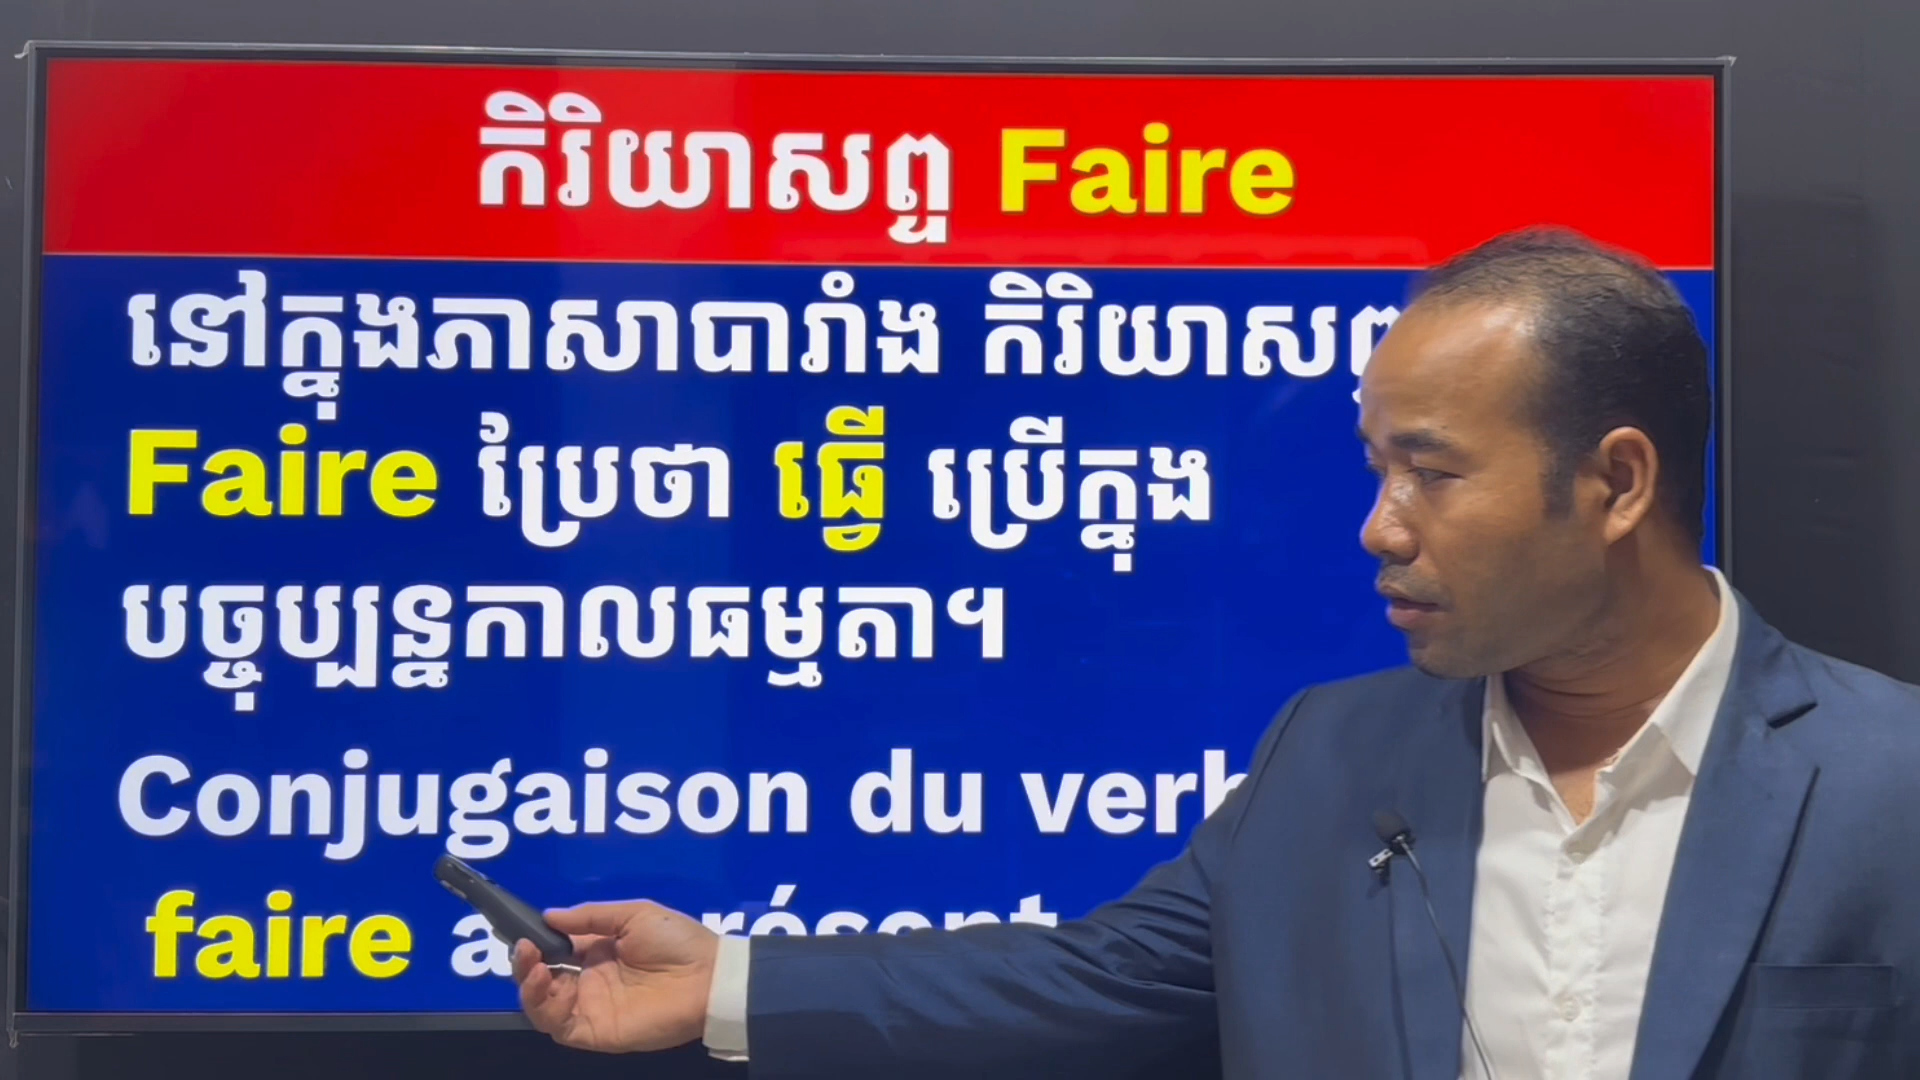 កិរិយាសព្ទ Faire
នៅក្នុងភាសាបារាំង កិរិយាសព្ទ
Faire ប្រែថា ធ្វើ ប្រើក្នុង
បច្ចុប្បន្នកាលធម្មតា។
Conjugaison du verb
faire au présent